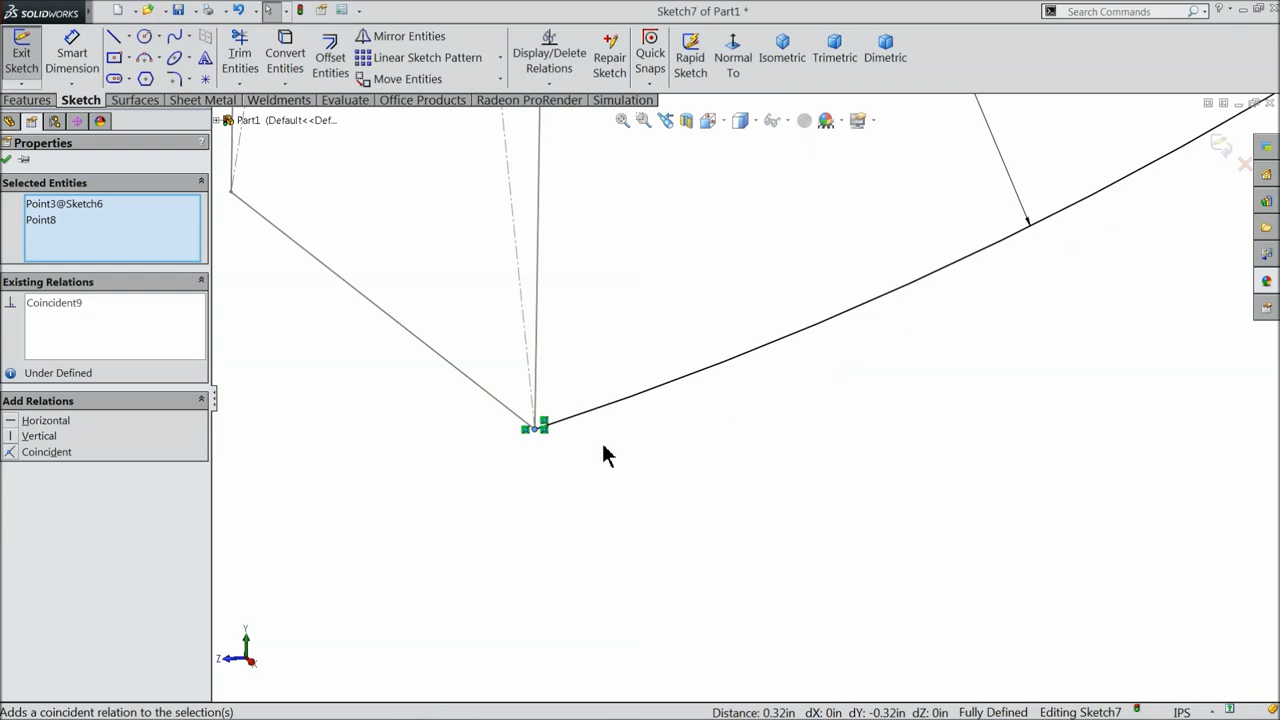 SOLIDWORKS
Sketch7 of Part1 *
Search Commands
Exit Sketch
Smart Dimension
Trim Entities
Convert Entities
Offset Entities
Mirror Entities
Linear Sketch Pattern
Move Entities
Display/Delete Relations
Repair Sketch
Quick Snaps
Rapid Sketch
Normal To
Isometric
Trimetric
Dimetric
Features
Sketch
Surfaces
Sheet Metal
Weldments
Evaluate
Office Products
Radeon ProRender
Simulation
Part1 (Default<<Def...
Properties
?
Selected Entities
Point3@Sketch6
Point8
Existing Relations
Coincident9
Under Defined
Add Relations
Horizontal
Vertical
Coincident
Y
Z
X
Adds a coincident relation to the selection(s)
Distance: 0.32in dX: 0in dY: -0.32in dZ: 0in
Fully Defined
Editing Sketch7
IPS